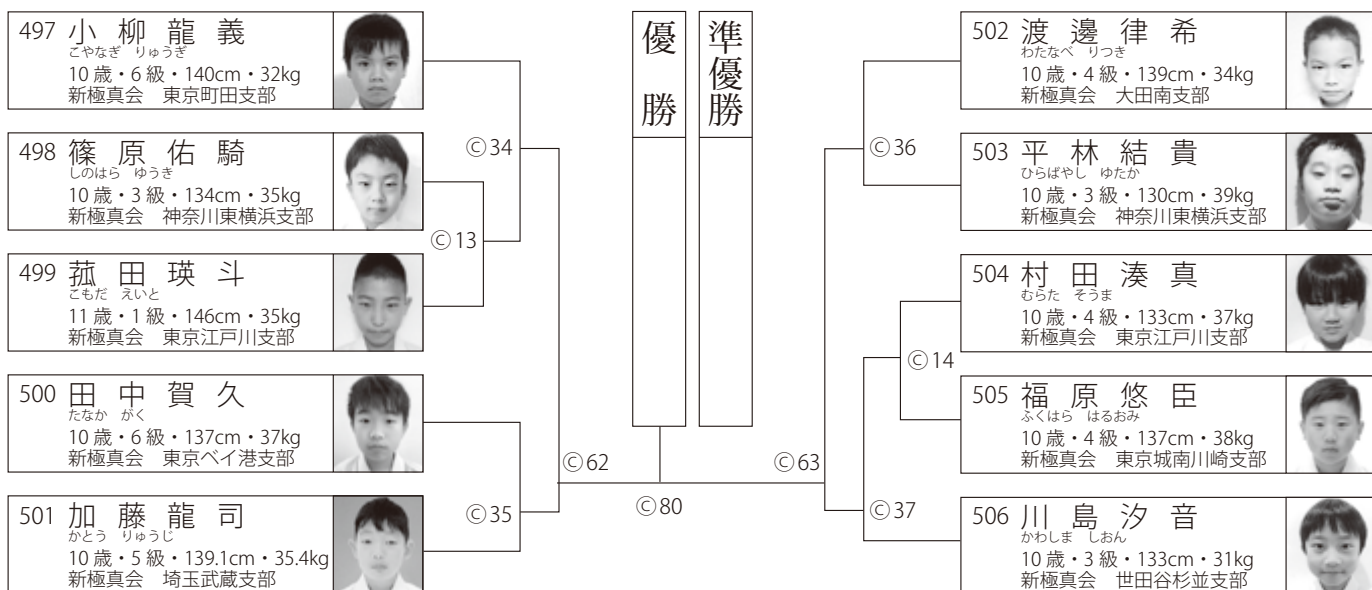 497 小柳龍義
こやなぎ りゅうぎ
10歳・6級・140cm・32kg
新極真会 東京町田支部
498 篠原佑騎
しのはら ゆうき
10歳・3級・134cm・35kg
新極真会 神奈川東横浜支部
499 菰田瑛斗
こもだ えいと
11歳・1級・146cm・35kg
新極真会 東京江戸川支部
500 田中賀久
たなか がく
10歳・6級・137cm・37kg
新極真会 東京ベイ港支部
501 加藤龍司
かとう りゅうじ
10歳・5級・139.1cm・35.4kg
新極真会 埼玉武蔵支部
Ⓒ34
Ⓒ13
Ⓒ35
Ⓒ62
優勝
準優勝
Ⓒ80
Ⓒ63
Ⓒ36
Ⓒ14
Ⓒ37
502 渡邊律希
わたなべ りつき
10歳・4級・139cm・34kg
新極真会 大田南支部
503 平林結貴
ひらばやし ゆたか
10歳・3級・130cm・39kg
新極真会 神奈川東横浜支部
504 村田湊真
むらた そうま
10歳・4級・133cm・37kg
新極真会 東京江戸川支部
505 福原悠臣
ふくはら はるおみ
10歳・4級・137cm・38kg
新極真会 東京城南川崎支部
506 川島汐音
かわしま しおん
10歳・3級・133cm・31kg
新極真会 世田谷杉並支部